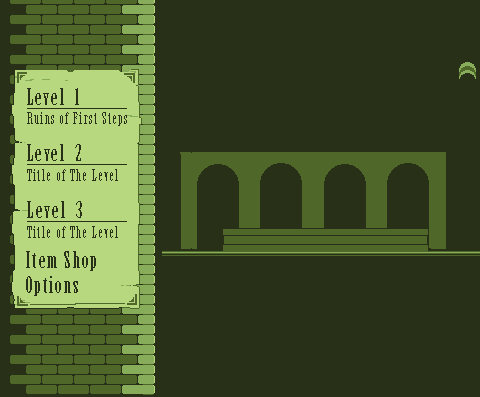 Level 1
Ruins of First Steps
Level 2
Title of The Level
Level 3
Title of The Level
Item Shop
Options